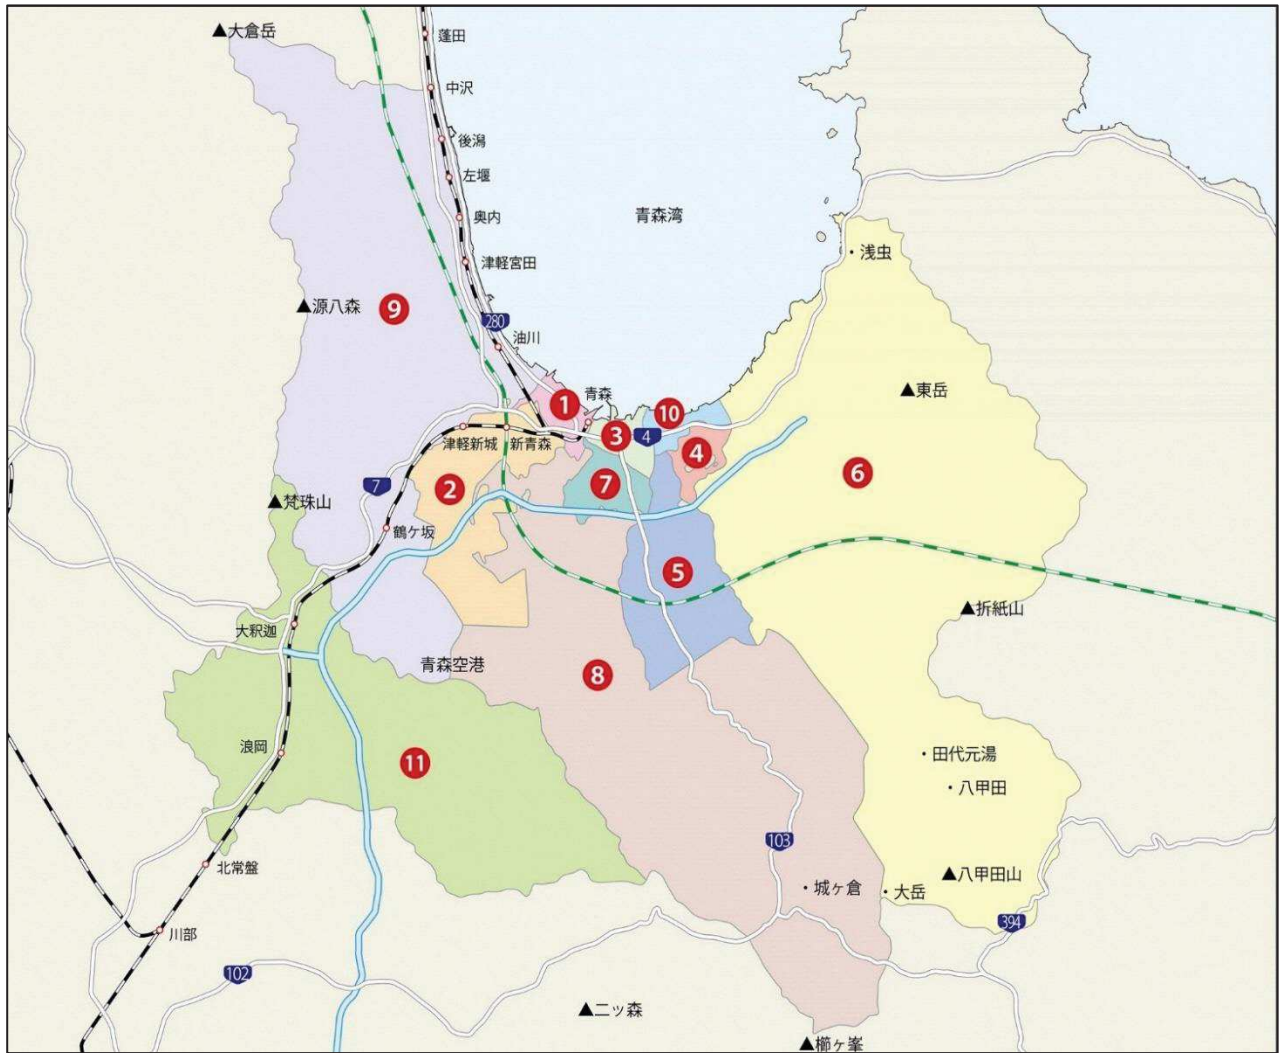 ▲大倉岳
蓬田
中沢
後潟
左堰
奥内
青森湾
浅虫
津軽宮田
▲源八森
9
280
油川
青森
▲東岳
1
10
3
4
津軽新城
新青森
4
6
7
2
7
▲梵珠山
鶴ケ坂
5
▲折紙山
大釈迦
青森空港
8
浪岡
11
田代元湯
八甲田
103
北常盤
城ヶ倉
大岳
▲八甲田山
394
川部
102
▲二ッ森
▲櫛ヶ峯